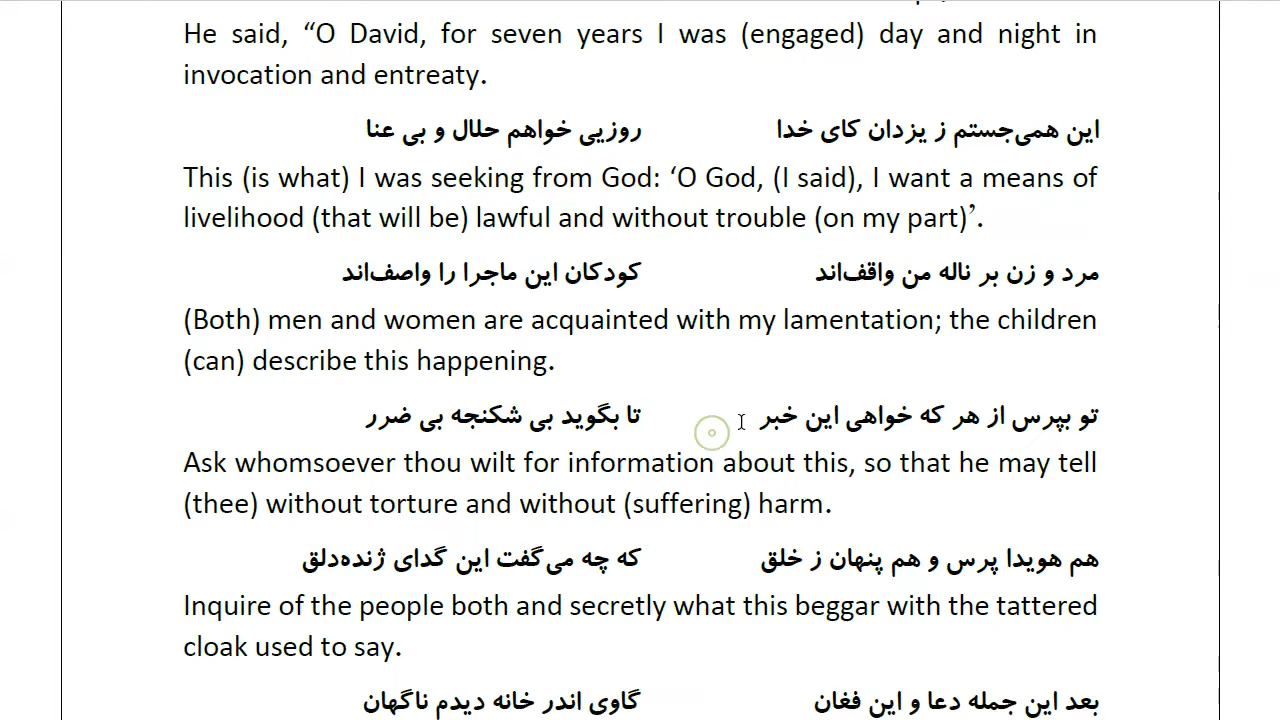 He said, “O David, for seven years I was (engaged) day and night in
invocation and entreaty.
این همی‌جستم ز یزدان کای خدا روزیی خواهم حلال و بی عنا
This (is what) I was seeking from God: ‘O God, (I said), I want a means of
livelihood (that will be) lawful and without trouble (on my part)’.
مرد و زن بر ناله من واقف‌اند کودکان این ماجرا را واصف‌اند
(Both) men and women are acquainted with my lamentation; the children
(can) describe this happening.
تو بپرس از هر که خواهی این خبر تا بگوید بی شکنجه بی ضرر
Ask whomsoever thou wilt for information about this, so that he may tell
(thee) without torture and without (suffering) harm.
هم هویدا پرس و هم پنهان ز خلق که چه می‌گفت این گدای ژنده‌دلق
Inquire of the people both and secretly what this beggar with the tattered
cloak used to say.
بعد این جمله دعا و این فغان گاوی اندر خانه دیدم ناگهان